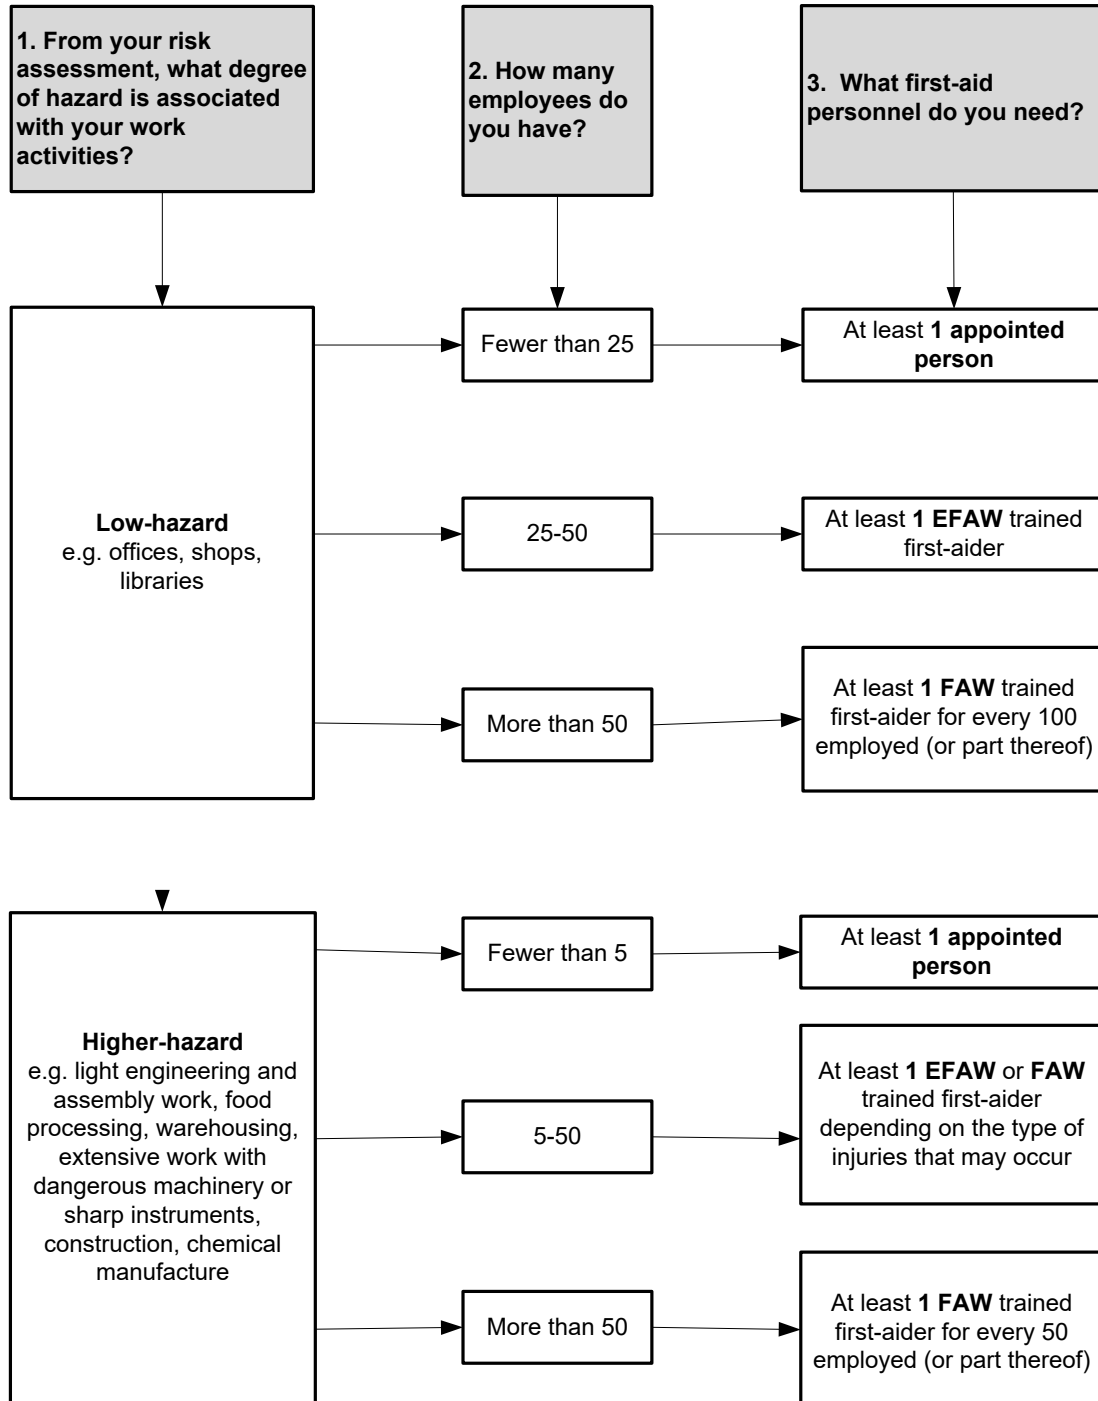 1. From your risk
assessment, what degree
of hazard is associated
with your work
activities?
2. How many
employees do
you have?
3. What first-aid
personnel do you need?
Low-hazard
e.g. offices, shops,
libraries
Fewer than 25
At least 1 appointed
person
25-50
At least 1 EFAW trained
first-aider
More than 50
At least 1 FAW trained
first-aider for every 100
employed (or part thereof)
Higher-hazard
e.g. light engineering and
assembly work, food
processing, warehousing,
extensive work with
dangerous machinery or
sharp instruments,
construction, chemical
manufacture
Fewer than 5
At least 1 appointed
person
5-50
At least 1 EFAW or FAW
trained first-aider
depending on the type of
injuries that may occur
More than 50
At least 1 FAW trained
first-aider for every 50
employed (or part thereof)